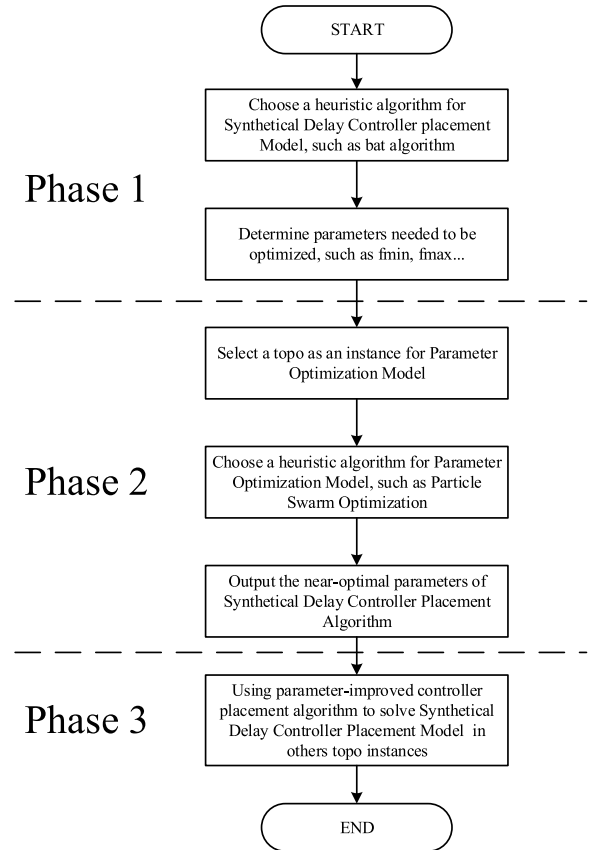 START
Choose a heuristic algorithm for
Synthetical Delay Controller placement
Model, such as bat algorithm
Phase 1
Determine parameters needed to be
optimized, such as fmin, fmax...
Select a topo as an instance for Parameter
Optimization Model
Phase 2
Choose a heuristic algorithm for Parameter
Optimization Model, such as Particle
Swarm Optimization
Output the near-optimal parameters of
Synthetical Delay Controller Placement
Algorithm
Phase 3
Using parameter-improved controller
placement algorithm to solve Synthetical
Delay Controller Placement Model in
others topo instances
END